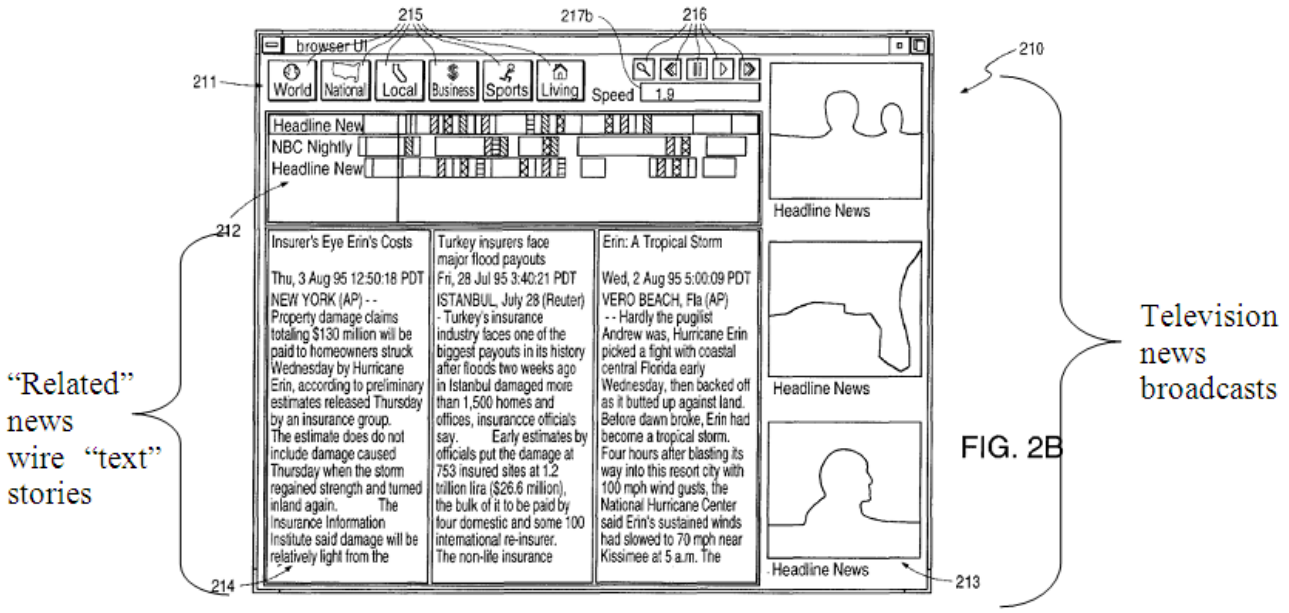 215
217b
216
browser UI
210
211
World
National
Local
Business
Sports
Living
Speed
1.9
Headline New
NBC Nightly
Headline New
212
Headline News
Headline News
Headline News
213
Insurer's Eye Erin's Costs
Thu, 3 Aug 95 12:50:18 PDT
NEW YORK (AP) - -
Property damage claims
totaling $130 million will be
paid to homeowners struck
Wednesday by Hurricane
Erin, according to preliminary
estimates released Thursday
by an insurance group.
The estimate does do not
include damage caused
Thursday when the storm
regained strength and turned
inland again. The
Insurance Information
Institute said damage will be
relatively light from the
214
Turkey insurers face
major flood payouts
Fri, 28 Jul 95 3:40:21 PDT
ISTANBUL, July 28 (Reuter)
- Turkey's insurance
industry faces one of the
biggest payouts in its history
after floods two weeks ago
in Istanbul damaged more
than 1,500 homes and
offices, insurancce officials
say. Early estimates by
officials put the damage at
753 insured sites at 1.2
trillion lira ($26.6 million),
the bulk of it to be paid by
four domestic and some 100
international re-insurer.
The non-life insurance
Erin: A Tropical Storm
Wed, 2 Aug 95 5:00:09 PDT
VERO BEACH, Fla (AP)
- - Hardly the pugilist
Andrew was, Hurricane Erin
picked a fight with coastal
central Florida early
Wednesday, then backed off
as it butted up against land.
Before dawn broke, Erin had
become a tropical storm.
Four hours after blasting its
way into this resort city with
100 mph wind gusts, the
National Hurricane Center
said Erin's sustained winds
had slowed to 70 mph near
Kissimee at 5 a.m. The
"Related"
news
wire "text"
stories
Television
news
broadcasts
FIG. 2B